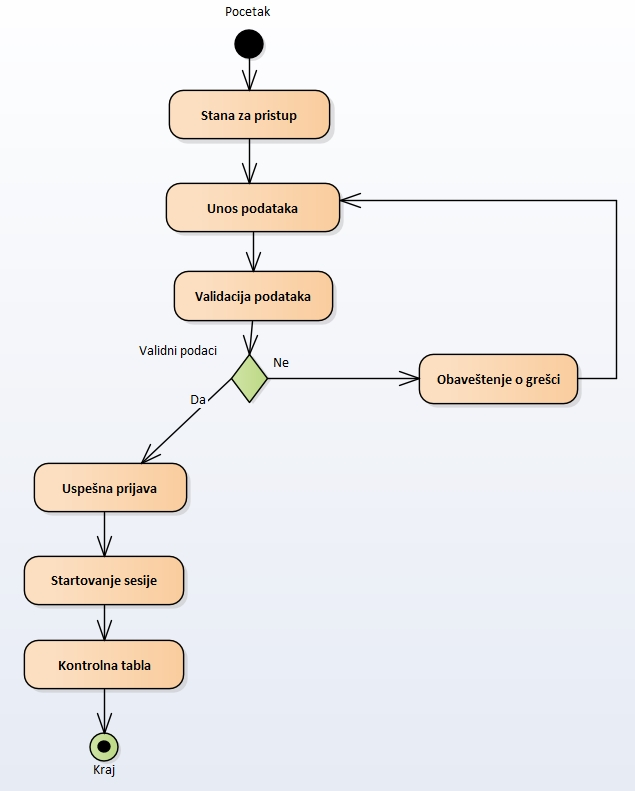 Pocetak
Stana za pristup
Unos podataka
Validacija podataka
Validni podaci
Ne
Obaveštenje o grešci
Da
Uspešna prijava
Startovanje sesije
Kontrolna tabla
Kraj